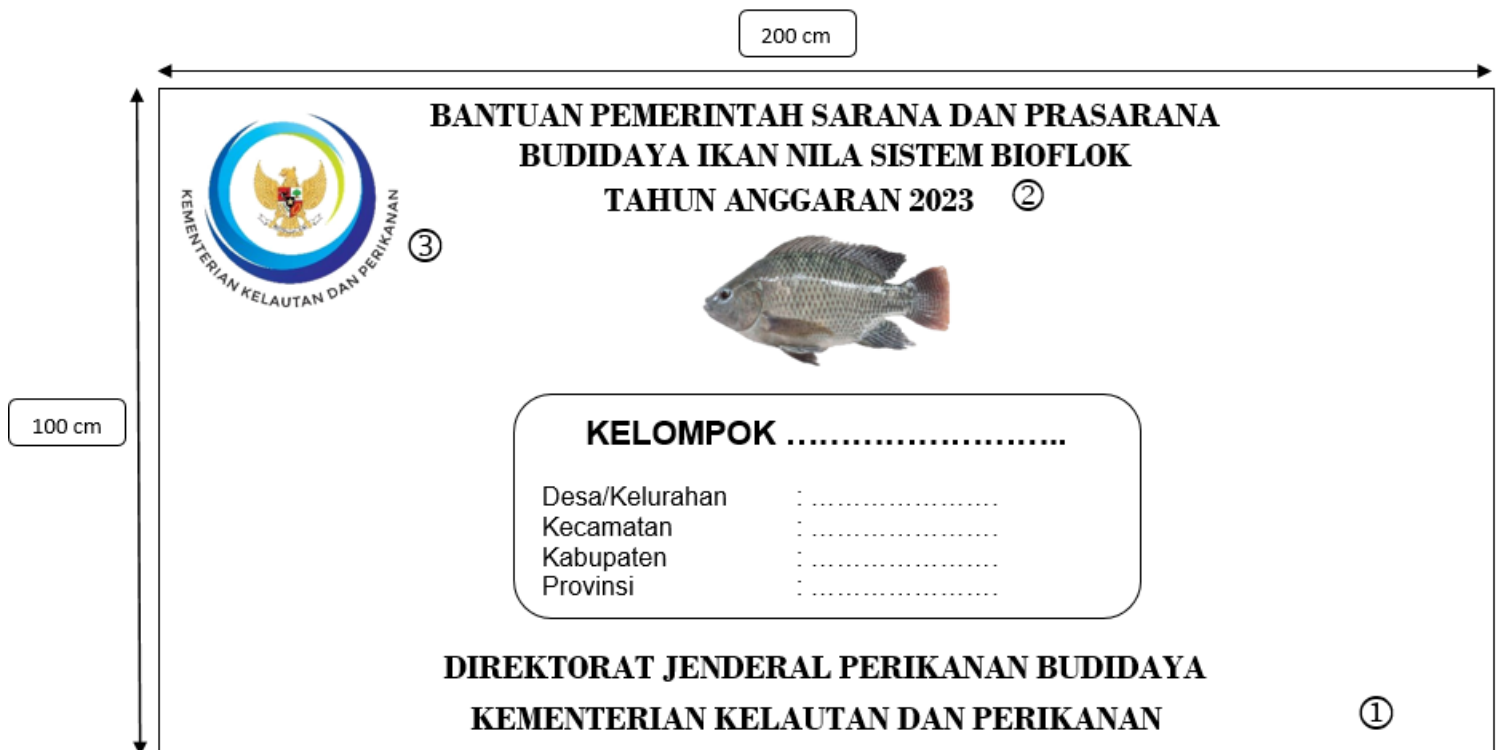 200 cm
BANTUAN PEMERINTAH SARANA DAN PRASARANA
BUDIDAYA IKAN NILA SISTEM BIOFLOK
TAHUN ANGGARAN 2023 ②
KEMENTERIAN KELAUTAN DAN PERIKANAN
③
100 cm
KELOMPOK ……………………..
Desa/Kelurahan : ………………….
Kecamatan : ………………….
Kabupaten : ………………….
Provinsi : ………………….
DIREKTORAT JENDERAL PERIKANAN BUDIDAYA
KEMENTERIAN KELAUTAN DAN PERIKANAN ①